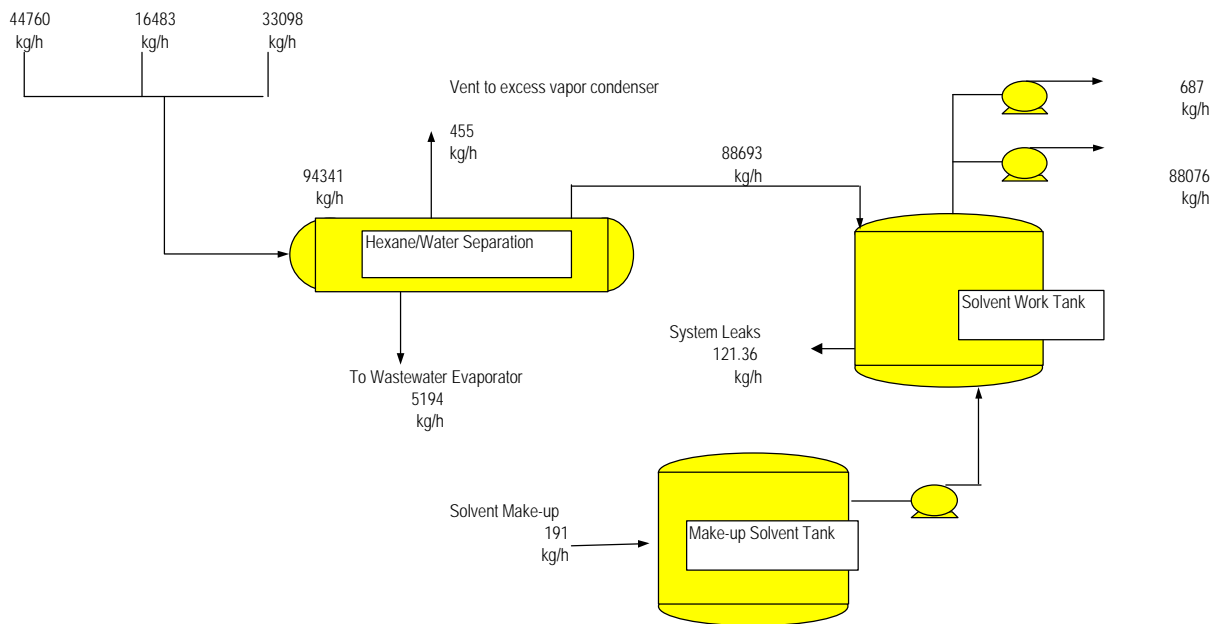 44760
kg/h
16483
kg/h
33098
kg/h
Vent to excess vapor condenser
455
kg/h
94341
kg/h
88693
kg/h
687
kg/h
88076
kg/h
Hexane/Water Separation
Solvent Work Tank
System Leaks
121.36
kg/h
To Wastewater Evaporator
5194
kg/h
Solvent Make-up
191
kg/h
Make-up Solvent Tank